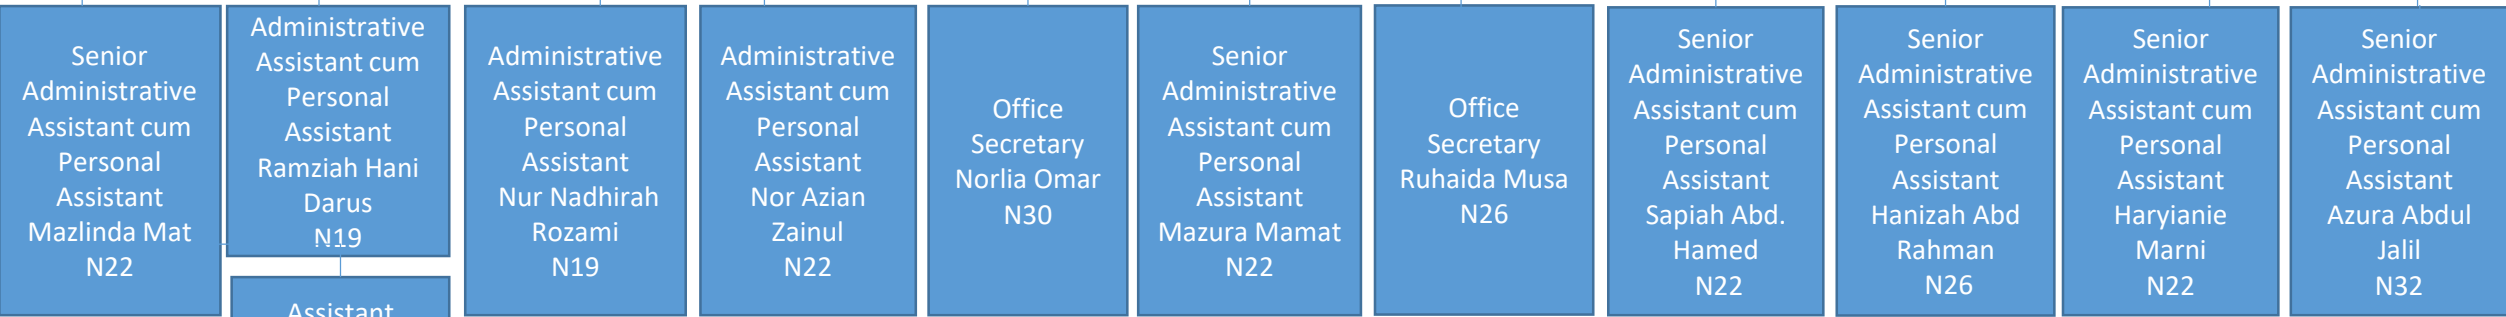 Senior
Administrative
Assistant cum
Personal
Assistant
Mazlinda Mat
N22
Administrative
Assistant cum
Personal
Assistant
Ramziah Hani
Darus
N19
Assistant
Administrative
Assistant cum
Personal
Assistant
Nur Nadhirah
Rozami
N19
Administrative
Assistant cum
Personal
Assistant
Nor Azian
Zainul
N22
Office
Secretary
Norlia Omar
N30
Senior
Administrative
Assistant cum
Personal
Assistant
Mazura Mamat
N22
Office
Secretary
Ruhaida Musa
N26
Senior
Administrative
Assistant cum
Personal
Assistant
Sapiah Abd.
Hamed
N22
Senior
Administrative
Assistant cum
Personal
Assistant
Hanizah Abd
Rahman
N26
Senior
Administrative
Assistant cum
Personal
Assistant
Haryianie
Marni
N22
Senior
Administrative
Assistant cum
Personal
Assistant
Azura Abdul
Jalil
N32